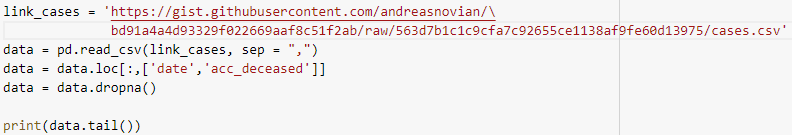 link_cases = 'https://gist.githubusercontent.com/andreasnovian/\
bd91a4a4d93329f022669aaf8c51f2ab/raw/563d7b1c1c9cfa7c92655ce1138af9fe60d13975/cases.csv'
data = pd.read_csv(link_cases, sep = ",")
data = data.loc[:,['date','acc_deceased']]
data = data.dropna()
print(data.tail())